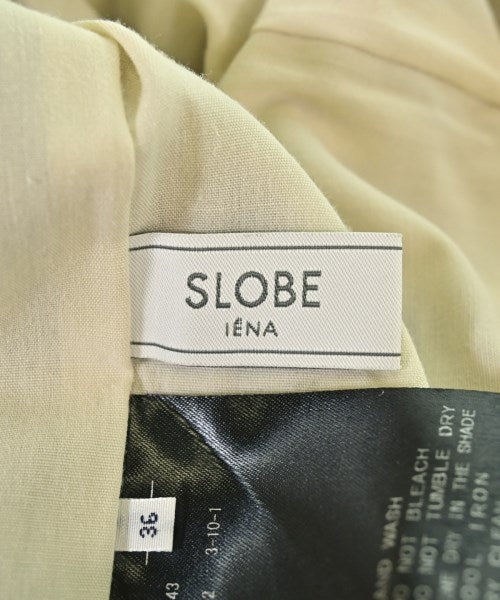 SLOBE
IÉNA
36
3-10-1
43
2
HAND WASH
DO NOT BLEACH
DO NOT TUMBLE DRY
LINE DRY IN THE SHADE
COOL IRON